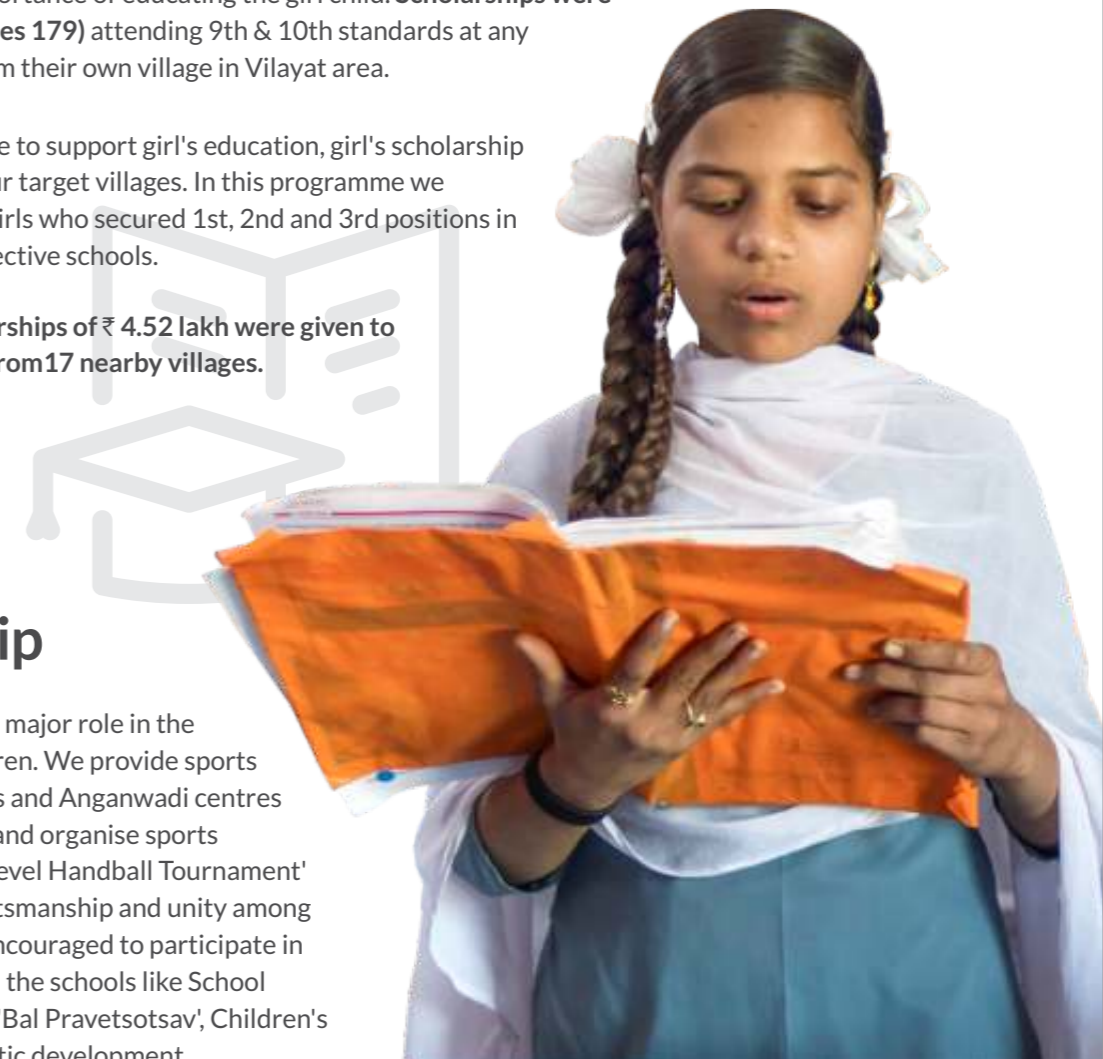 ortance of educating the girl child. Scholarships were
es 179) attending 9th & 10th standards at any
m their own village in Vilayat area.
e to support girl's education, girl's scholarship
ur target villages. In this programme we
irls who secured 1st, 2nd and 3rd positions in
ective schools.
rships of ₹ 4.52 lakh were given to
rom17 nearby villages.
ip
major role in the
ren. We provide sports
s and Anganwadi centres
and organise sports
evel Handball Tournament'
tsmanship and unity among
ncouraged to participate in
the schools like School
'Bal Pravetsotsav', Children's
tic development